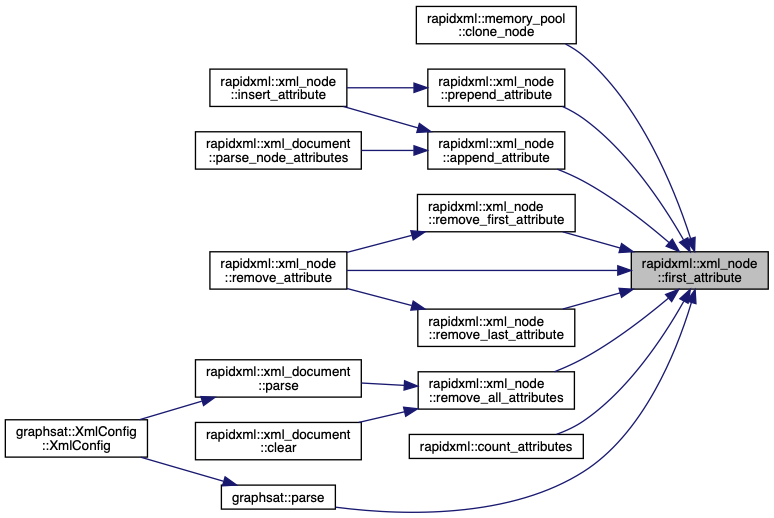 rapidxml::memory_pool
::clone_node
rapidxml::xml_node
::insert_attribute
rapidxml::xml_node
::prepend_attribute
rapidxml::xml_document
::parse_node_attributes
rapidxml::xml_node
::append_attribute
rapidxml::xml_node
::remove_first_attribute
rapidxml::xml_node
::remove_attribute
rapidxml::xml_node
::first_attribute
rapidxml::xml_node
::remove_last_attribute
rapidxml::xml_document
::parse
rapidxml::xml_node
::remove_all_attributes
graphsat::XmlConfig
::XmlConfig
rapidxml::xml_document
::clear
rapidxml::count_attributes
graphsat::parse